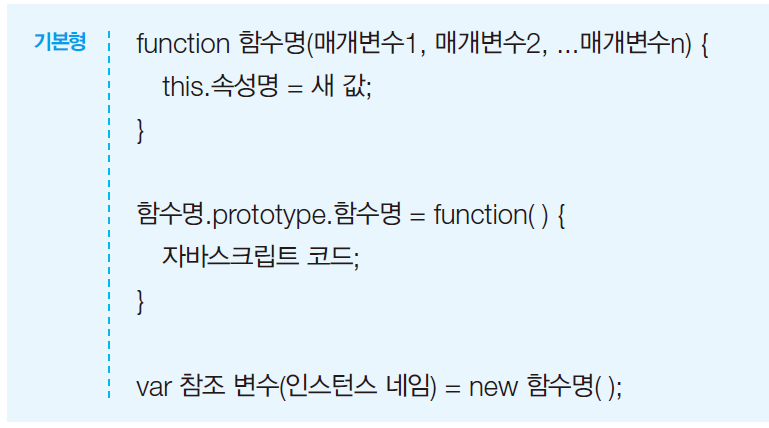 기본형
function 함수명(매개변수1, 매개변수2, ...매개변수n) {
this.속성명 = 새 값;
}
함수명.prototype.함수명 = function( ) {
자바스크립트 코드;
}
var 참조 변수(인스턴스 네임) = new 함수명( );